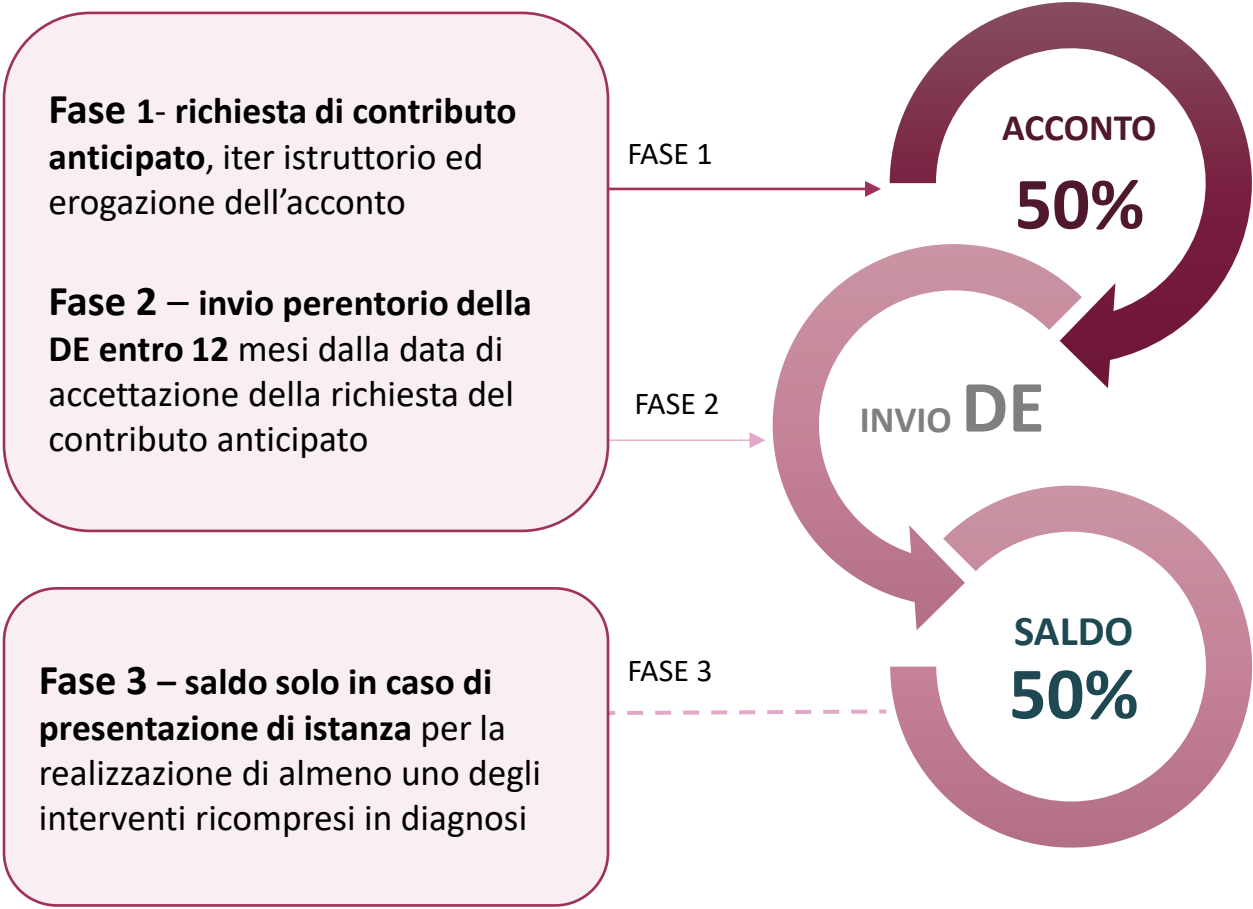 Fase 1- richiesta di contributo
anticipato, iter istruttorio ed
erogazione dell’acconto
Fase 2 – invio perentorio della
DE entro 12 mesi dalla data di
accettazione della richiesta del
contributo anticipato
FASE 1
ACCONTO
50%
FASE 2
INVIO DE
Fase 3 – saldo solo in caso di
presentazione di istanza per la
realizzazione di almeno uno degli
interventi ricompresi in diagnosi
FASE 3
SALDO
50%